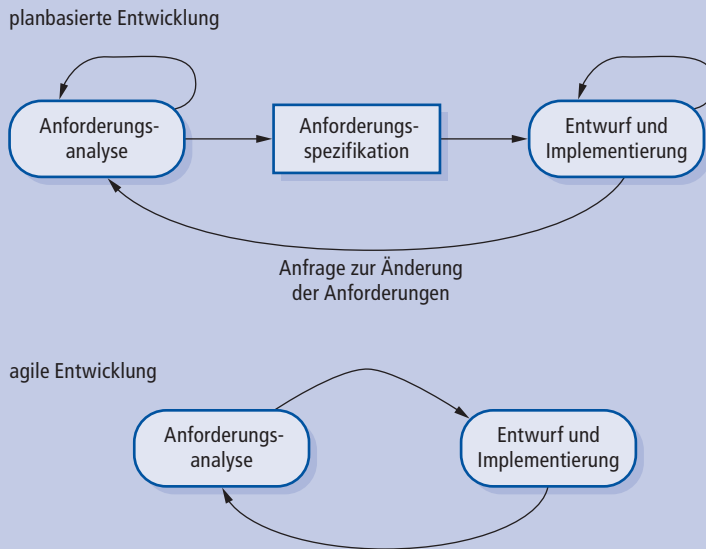 planbasierte Entwicklung
Anforderungs-
analyse
Anforderungs-
spezifikation
Entwurf und
Implementierung
Anfrage zur Änderung
der Anforderungen
agile Entwicklung
Anforderungs-
analyse
Entwurf und
Implementierung